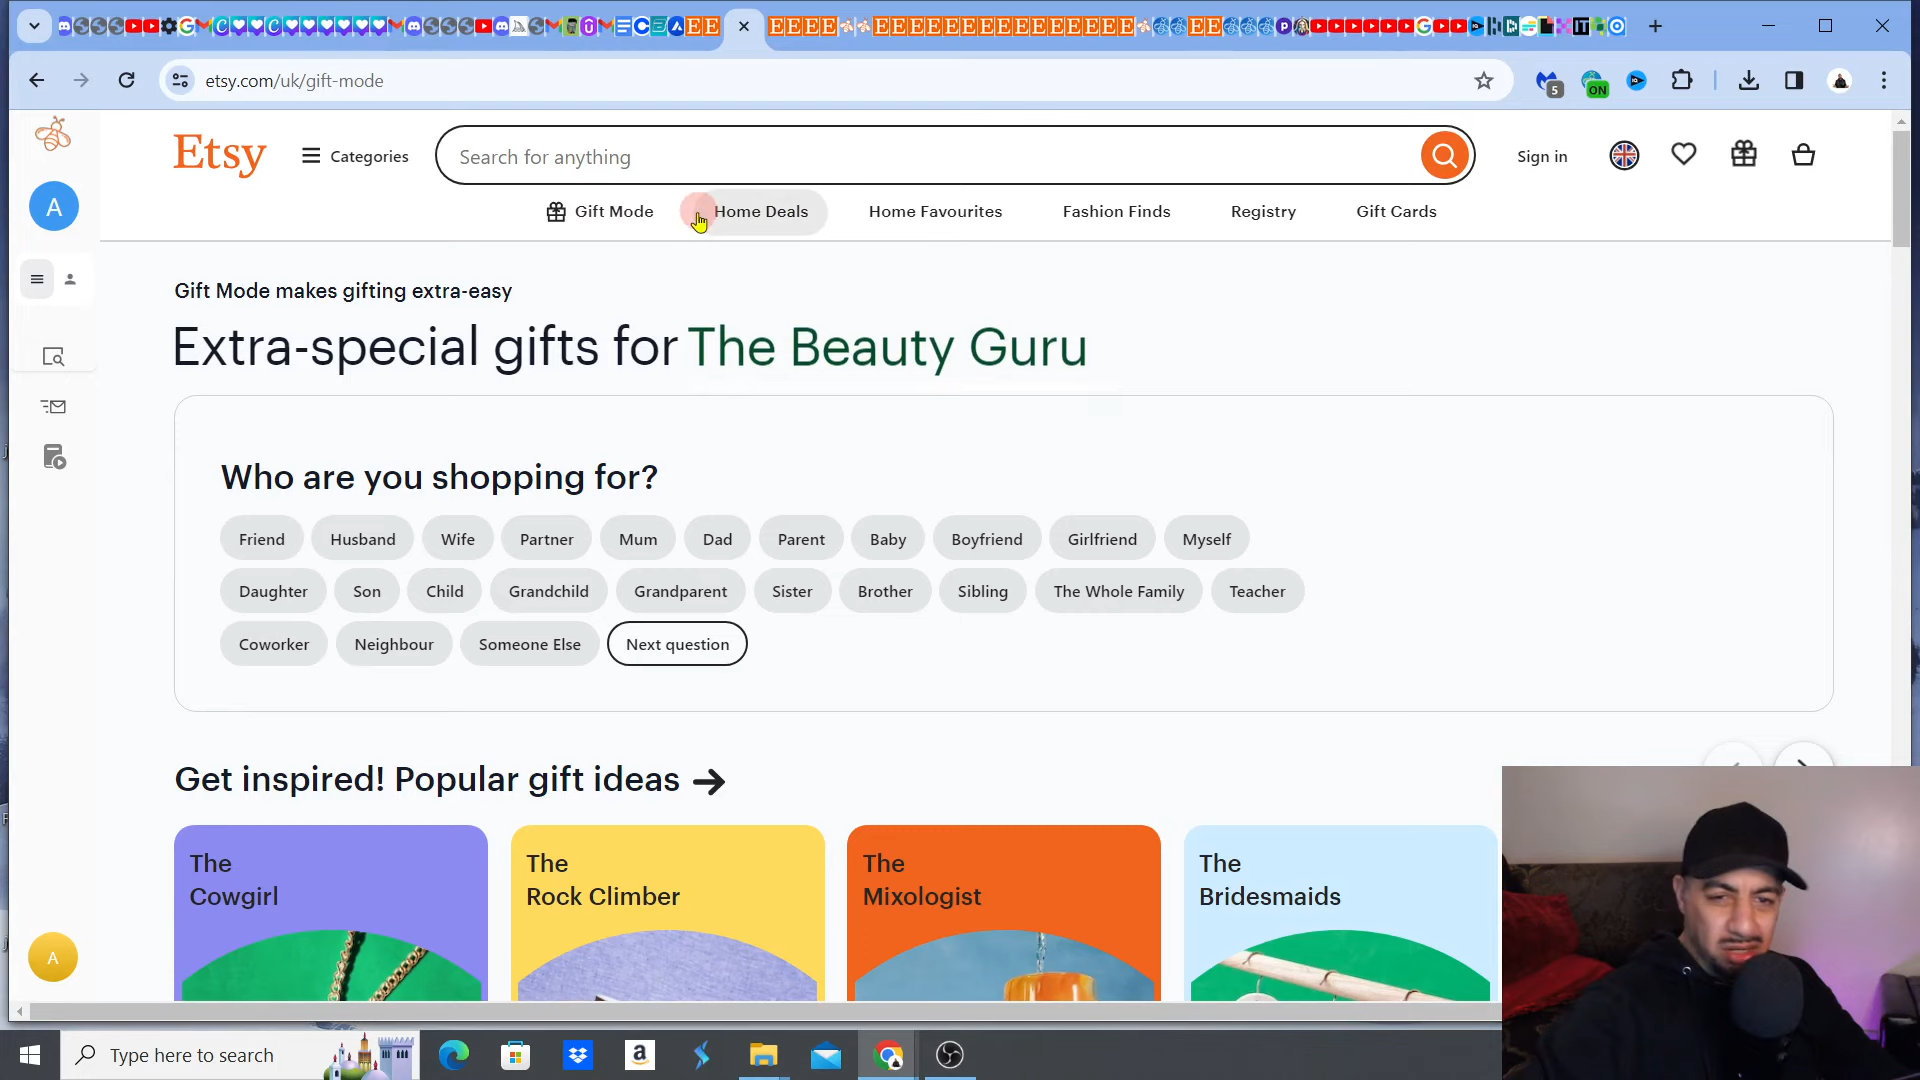 etsy.com/uk/gift-mode
5
ON
Etsy
Categories
Search for anything
Sign in
A
Gift Mode
Home Deals
Home Favourites
Fashion Finds
Registry
Gift Cards
Gift Mode makes gifting extra-easy
Extra-special gifts for The Beauty Guru
Who are you shopping for?
Friend
Husband
Wife
Partner
Mum
Dad
Parent
Baby
Boyfriend
Girlfriend
Myself
Daughter
Son
Child
Grandchild
Grandparent
Sister
Brother
Sibling
The Whole Family
Teacher
Coworker
Neighbour
Someone Else
Next question
Get inspired! Popular gift ideas
The
Cowgirl
The
Rock Climber
The
Mixologist
The
Bridesmaids
A
Type here to search